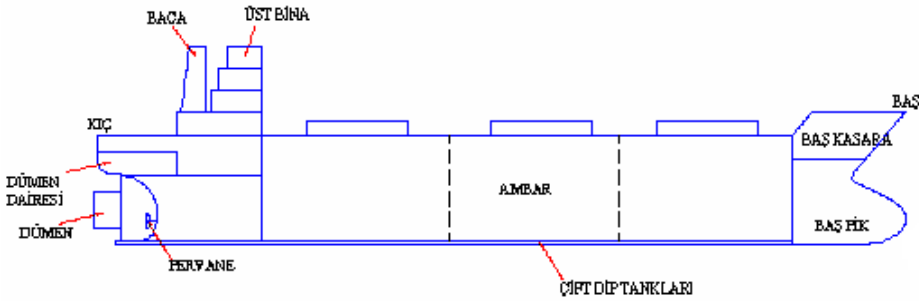 BACA
ÜST BİNA
KIÇ
BAŞ
BAŞ KASARA
DÜMEN
DAİRESİ
AMBAR
DÜMEN
BAŞ PİK
PERVANE
ÇİFT DİP TANKLARI